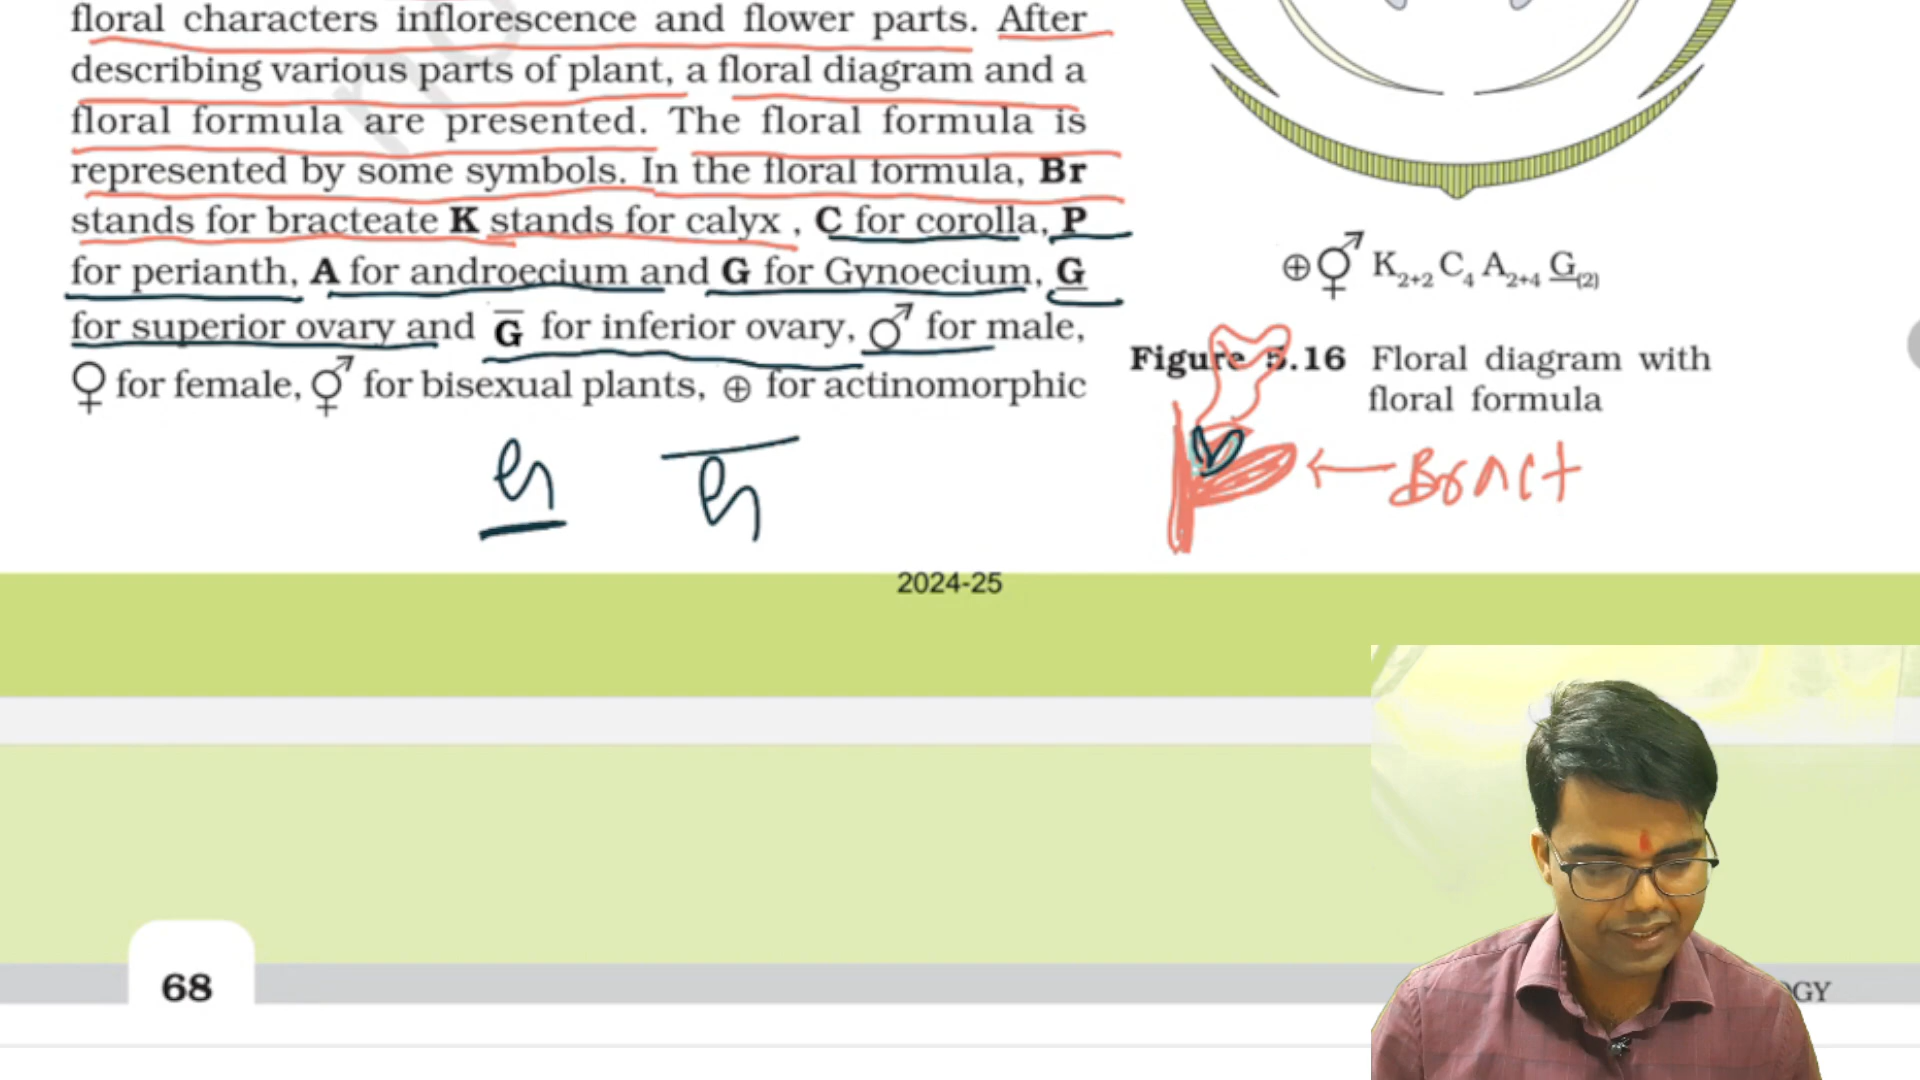 floral characters inflorescence and flower parts. After
describing various parts of plant, a floral diagram and a
floral formula are presented. The floral formula is
represented by some symbols. In the floral formula, Br
stands for bracteate K stands for calyx , C for corolla, P
for perianth, A for androecium and G for Gynoecium, G
for superior ovary and G for inferior ovary, ♂ for male,
♀ for female, ⚥ for bisexual plants, ⊕ for actinomorphic
⊕ ⚥ K2+2 C4 A2+4 G(2)
Figure 5.16 Floral diagram with
floral formula
G G
Bract
2024-25
68
OGY